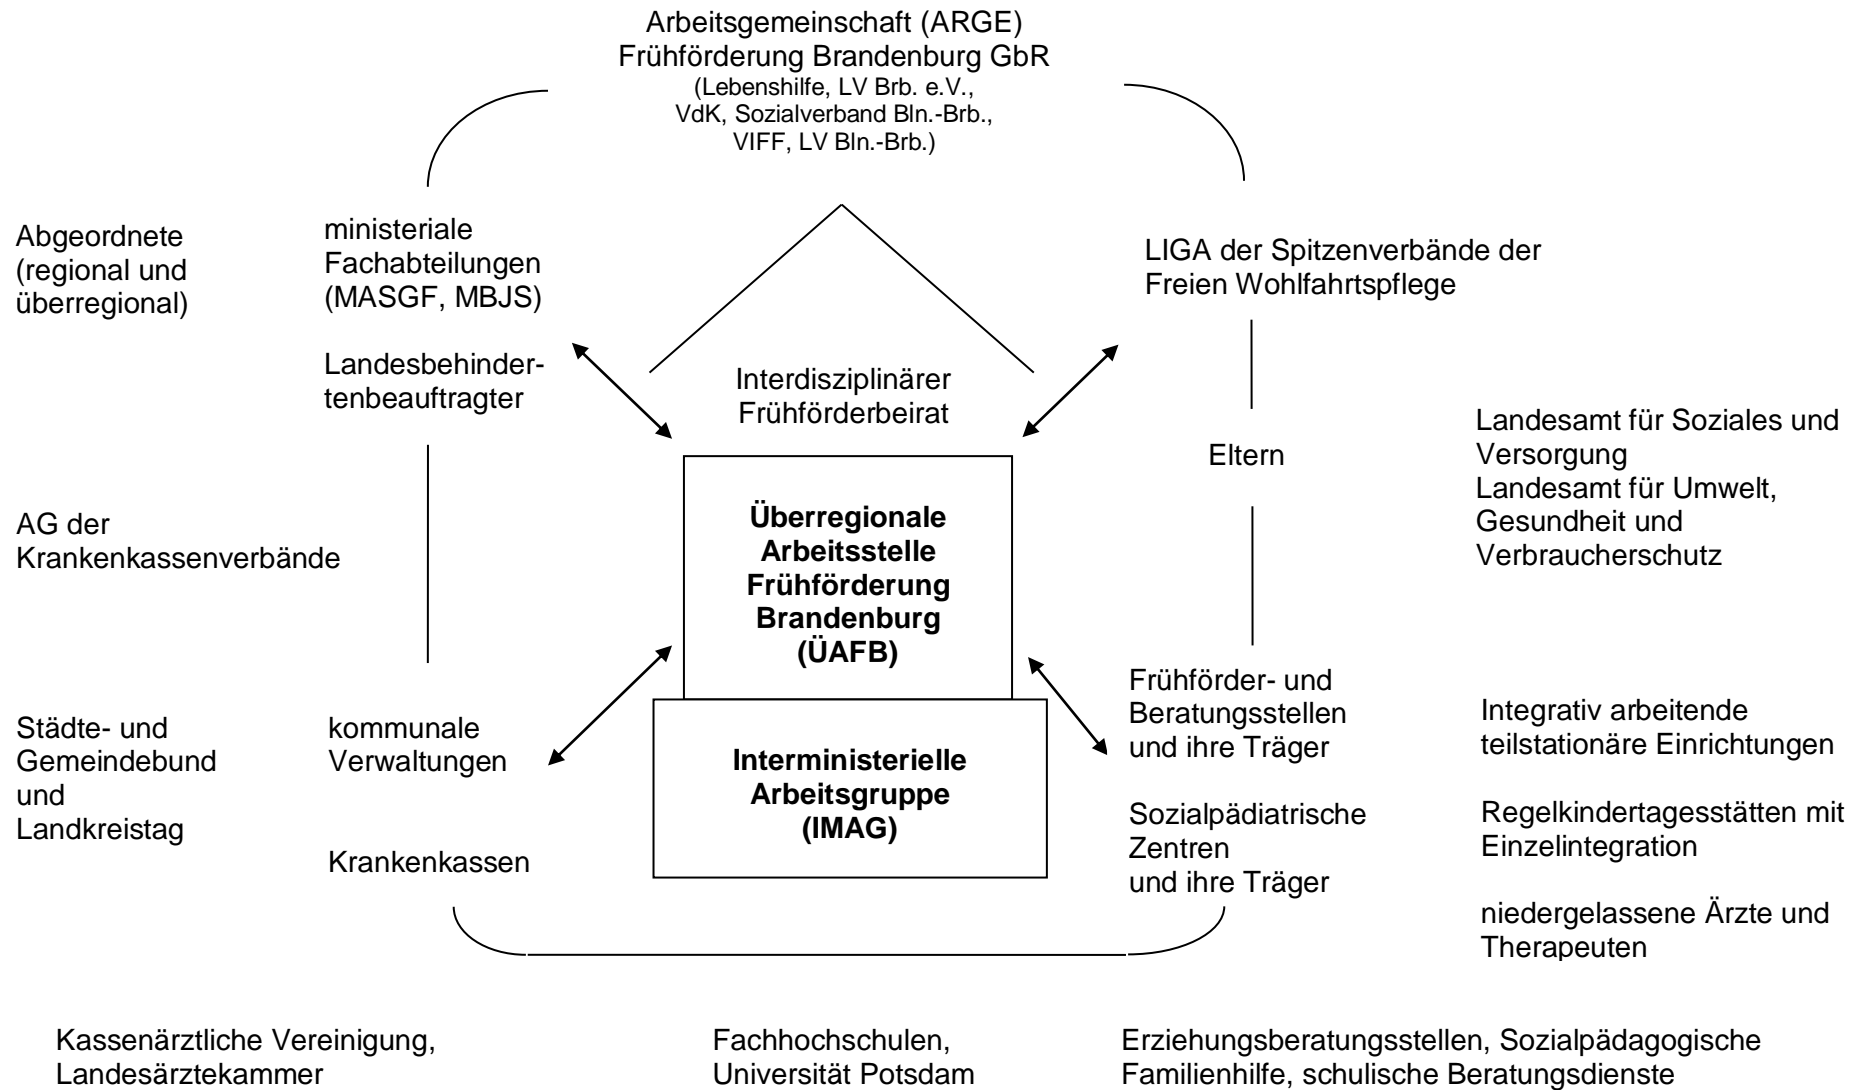 Arbeitsgemeinschaft (ARGE)
Frühförderung Brandenburg GbR
(Lebenshilfe, LV Brb. e.V.,
VdK, Sozialverband Bln.-Brb.,
VIFF, LV Bln.-Brb.)
Abgeordnete
(regional und
überregional)
ministeriale
Fachabteilungen
(MASGF, MBJS)
Landesbehinder-
tenbeauftragter
LIGA der Spitzenverbände der
Freien Wohlfahrtspflege
Interdisziplinärer
Frühförderbeirat
Eltern
Landesamt für Soziales und
Versorgung
Landesamt für Umwelt,
Gesundheit und
Verbraucherschutz
AG der
Krankenkassenverbände
Überregionale
Arbeitsstelle
Frühförderung
Brandenburg
(ÜAFB)
Städte- und
Gemeindebund
und
Landkreistag
kommunale
Verwaltungen
Krankenkassen
Interministerielle
Arbeitsgruppe
(IMAG)
Frühförder- und
Beratungsstellen
und ihre Träger
Sozialpädiatrische
Zentren
und ihre Träger
Integrativ arbeitende
teilstationäre Einrichtungen
Regelkindertagesstätten mit
Einzelintegration
niedergelassene Ärzte und
Therapeuten
Kassenärztliche Vereinigung,
Landesärztekammer
Fachhochschulen,
Universität Potsdam
Erziehungsberatungsstellen, Sozialpädagogische
Familienhilfe, schulische Beratungsdienste